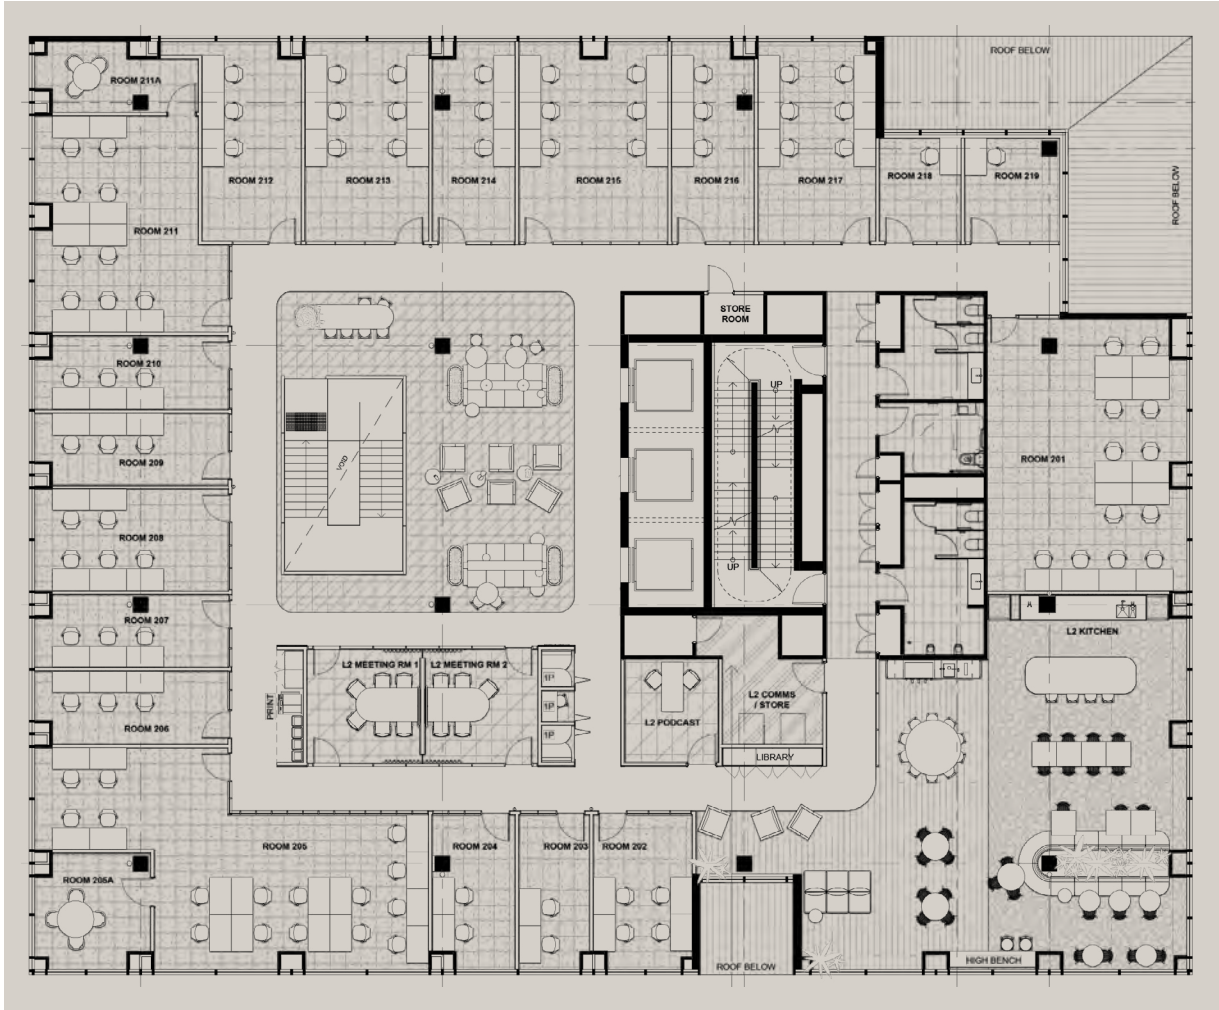 ROOF BELOW
ROOM 211A
ROOM 212
ROOM 213
ROOM 214
ROOM 215
ROOM 216
ROOM 217
ROOM 218
ROOM 219
ROOF BELOW
ROOM 211
STORE
ROOM
ROOM 210
UP
ROOM 209
VOID
ROOM 201
ROOM 208
UP
ROOM 207
A
L2 KITCHEN
L2 MEETING RM 1
L2 MEETING RM 2
1P
1P
1P
PRINT
L2 COMMS
/ STORE
L2 PODCAST
ROOM 206
LIBRARY
ROOM 205
ROOM 204
ROOM 203
ROOM 202
ROOM 205A
ROOF BELOW
HIGH BENCH